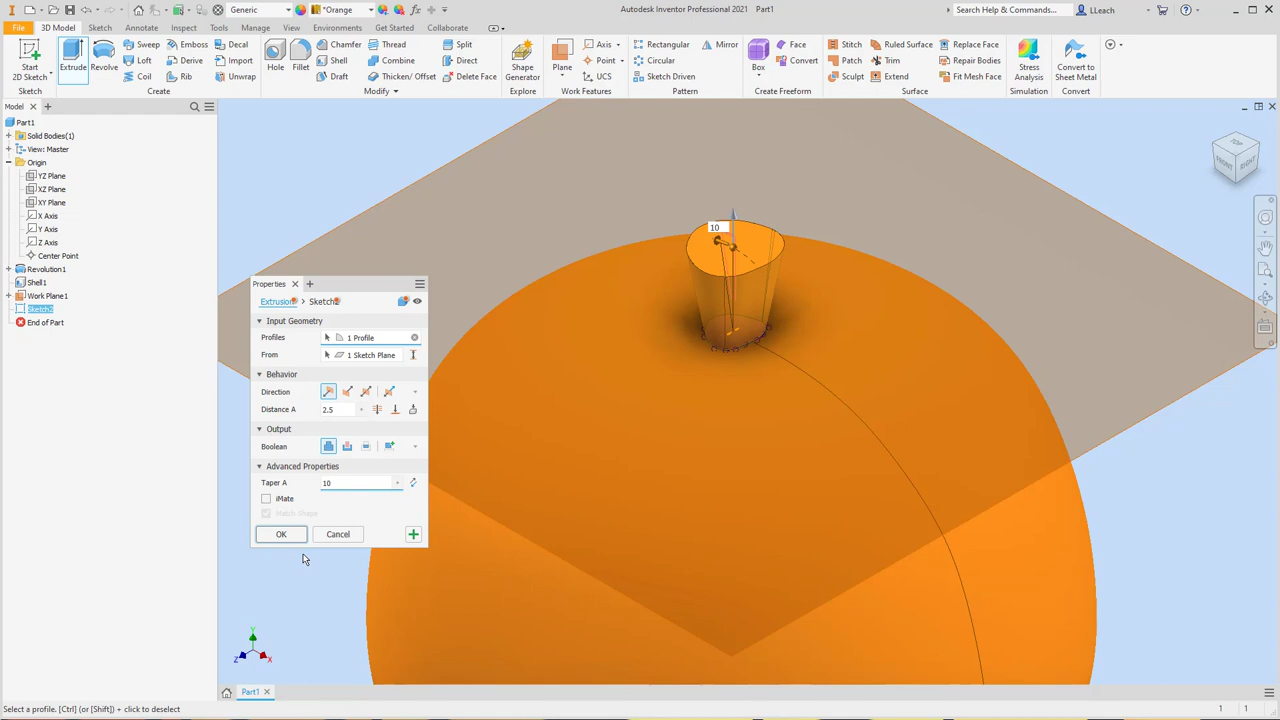 Generic
*Orange
Autodesk Inventor Professional 2021 Part1
Search Help & Commands...
LLeach
File 3D Model Sketch Annotate Inspect Tools Manage View Environments Get Started Collaborate
Start
2D Sketch
Extrude
Revolve
Sweep Emboss Decal
Loft Derive Import
Coil Rib Unwrap
Hole
Fillet
Chamfer Thread Split
Shell Combine Direct
Draft Thicken/ Offset Delete Face
Shape
Generator
Plane
Axis
Point
UCS
Rectangular Mirror
Circular
Sketch Driven
Box
Face
Convert
Stitch Ruled Surface Replace Face
Patch Trim Repair Bodies
Sculpt Extend Fit Mesh Face
Stress
Analysis
Convert to
Sheet Metal
Sketch Create Modify Explore Work Features Pattern Create Freeform Surface Simulation Convert
Model
Part1
Solid Bodies(1)
View: Master
Origin
YZ Plane
XZ Plane
XY Plane
X Axis
Y Axis
Z Axis
Center Point
Revolution1
Shell1
Work Plane1
Sketch2
End of Part
TOP
FRONT
RIGHT
10
Properties
Extrusion > Sketch2
Input Geometry
Profiles 1 Profile
From 1 Sketch Plane
Behavior
Direction
Distance A 2.5
Output
Boolean
Advanced Properties
Taper A 10
iMate
Match Shape
OK Cancel
Y
Z
X
Part1
Select a profile. [Ctrl] (or [Shift]) + click to deselect
1 1